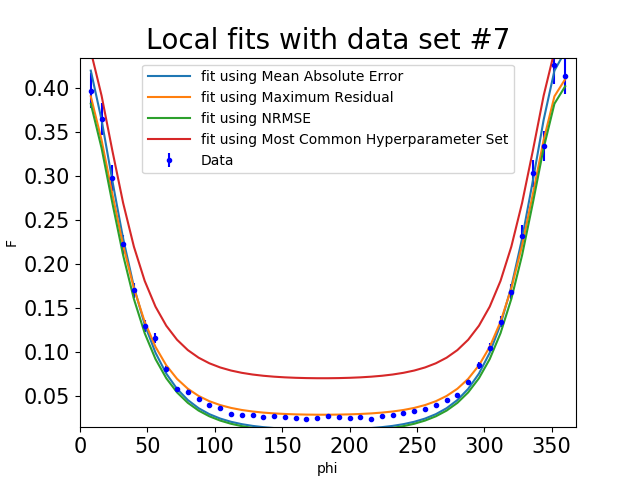 Local fits with data set #7
fit using Mean Absolute Error
fit using Maximum Residual
fit using NRMSE
fit using Most Common Hyperparameter Set
Data
F
0.40
0.35
0.30
0.25
0.20
0.15
0.10
0.05
0 50 100 150 200 250 300 350
phi